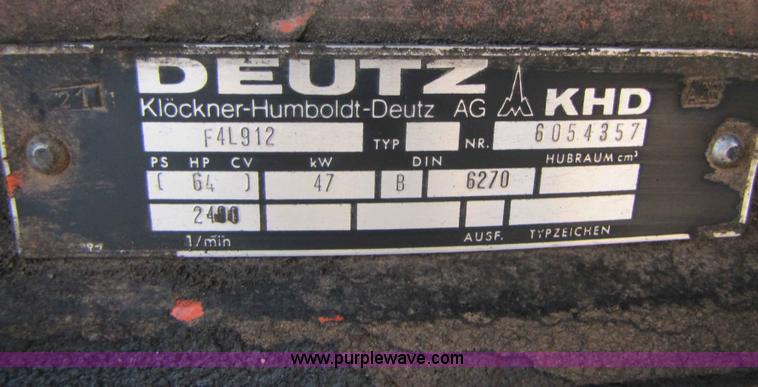 DEUTZ
Klöckner-Humboldt-Deutz AG KHD
21
F4L912 TYP NR. 6054357
PS HP CV kW DIN HUBRAUM cm³
( 64 ) 47 B 6270
1/min AUSF. TYPZEICHEN
www.purplewave.com